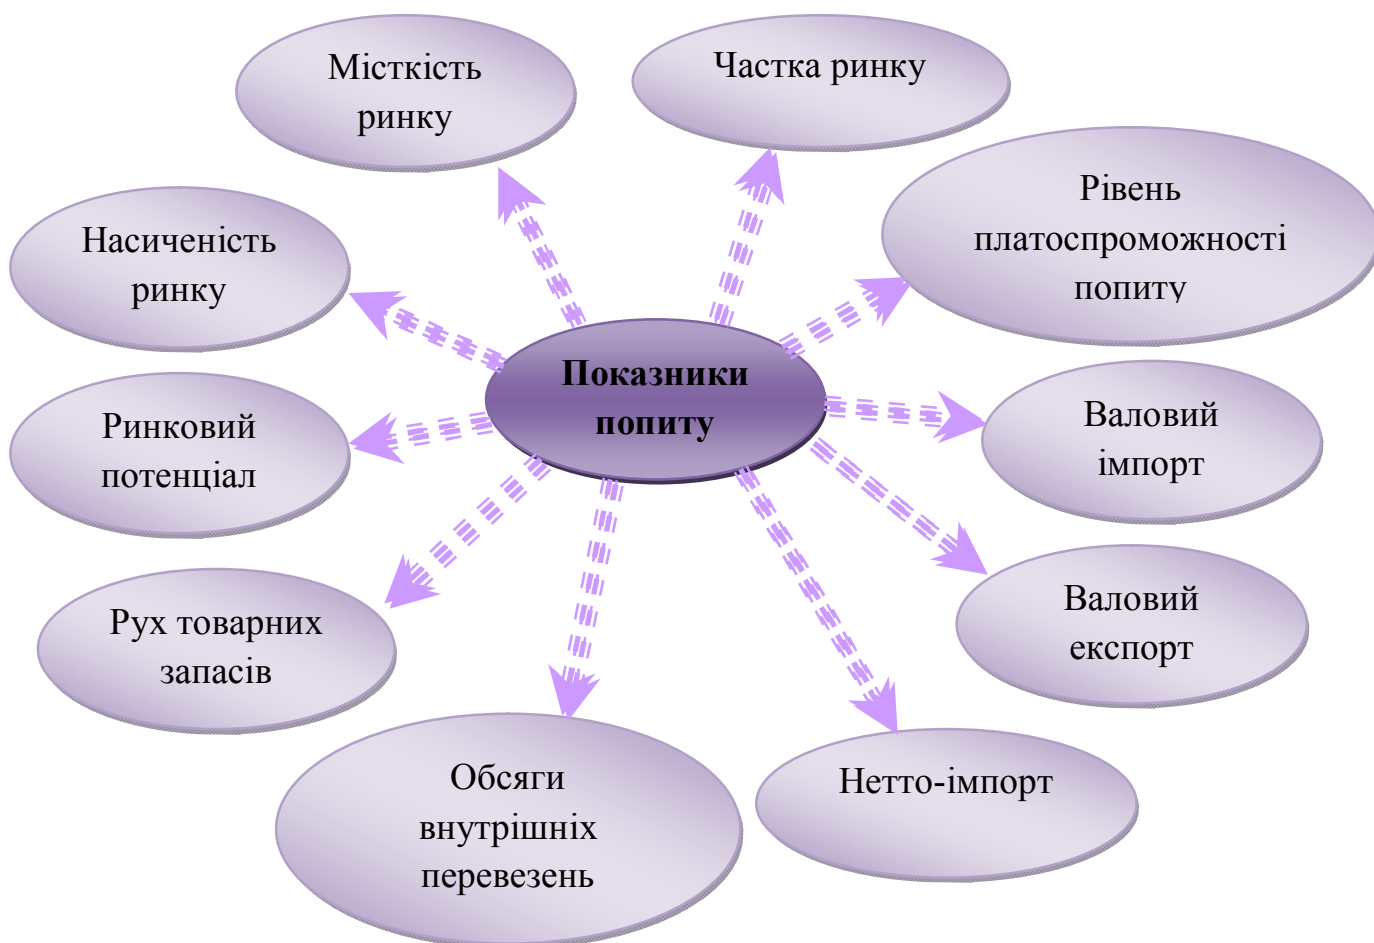 Місткість
ринку
Частка ринку
Рівень
платоспроможності
попиту
Насиченість
ринку
Показники
попиту
Ринковий
потенціал
Валовий
імпорт
Рух товарних
запасів
Валовий
експорт
Обсяги
внутрішніх
перевезень
Нетто-імпорт